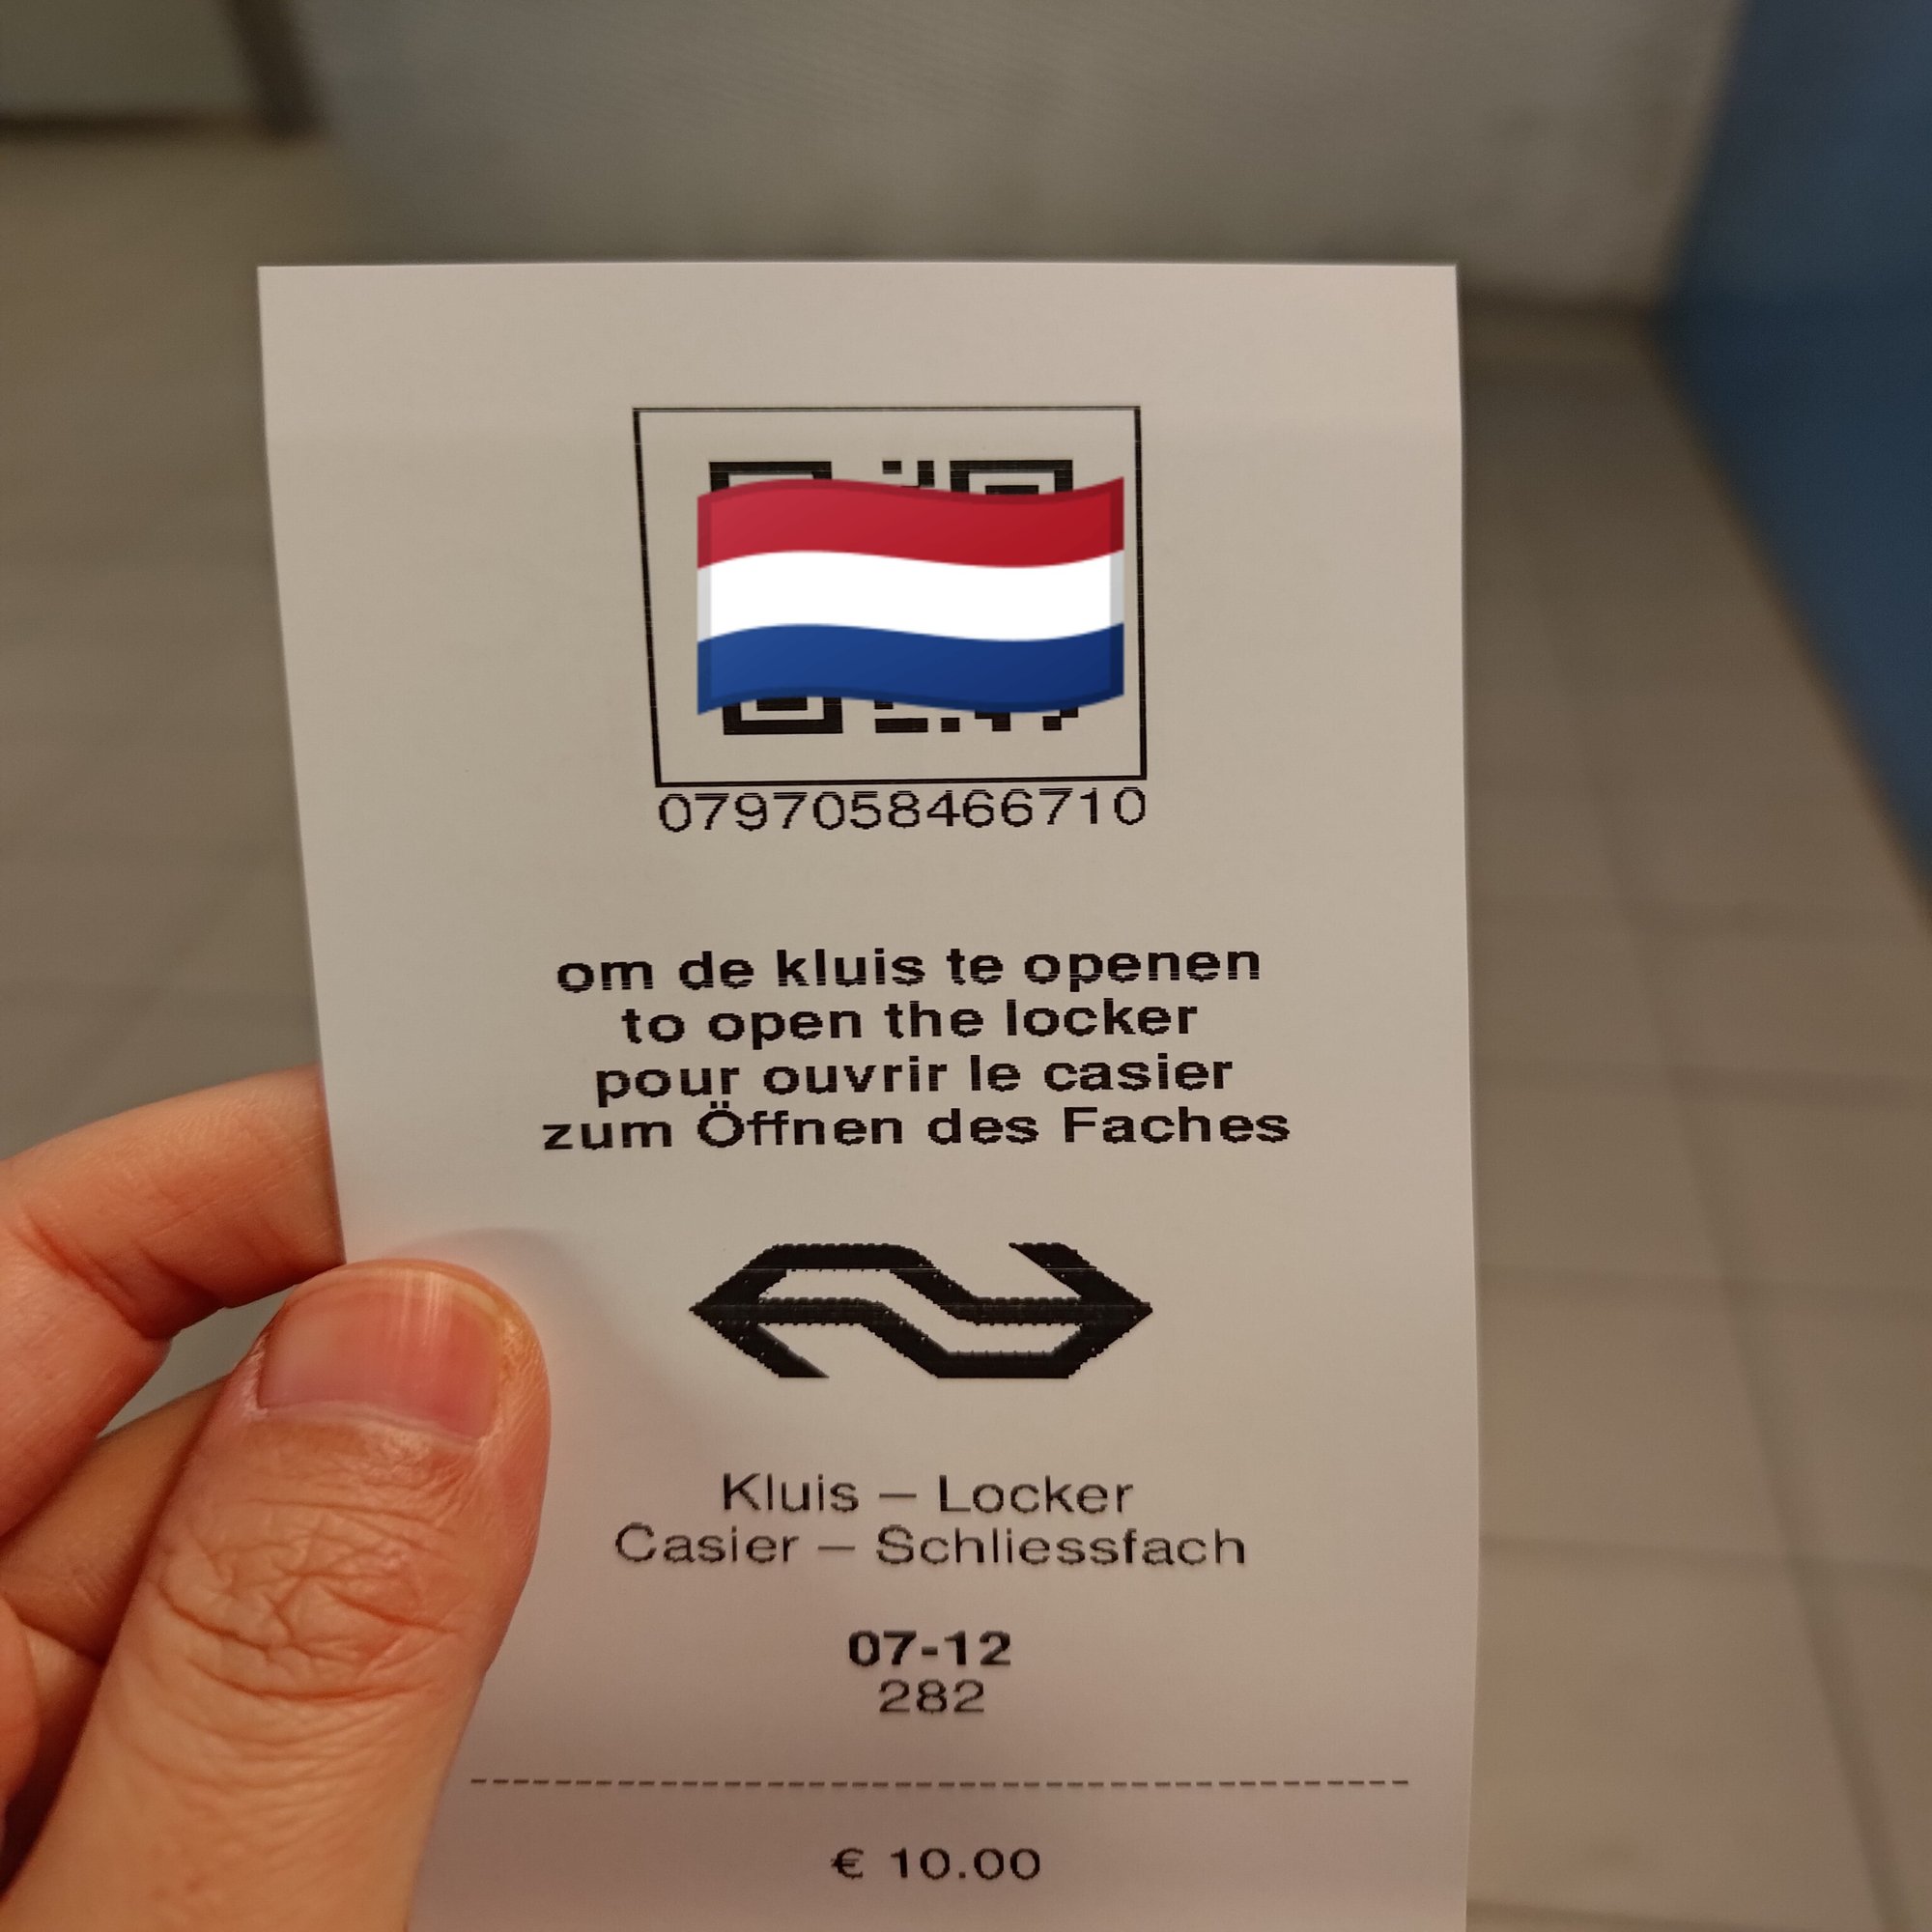 0797058466710
om de kluis te openen
to open the locker
pour ouvrir le casier
zum Öffnen des Faches
Kluis – Locker
Casier – Schliessfach
07-12
282
€ 10.00